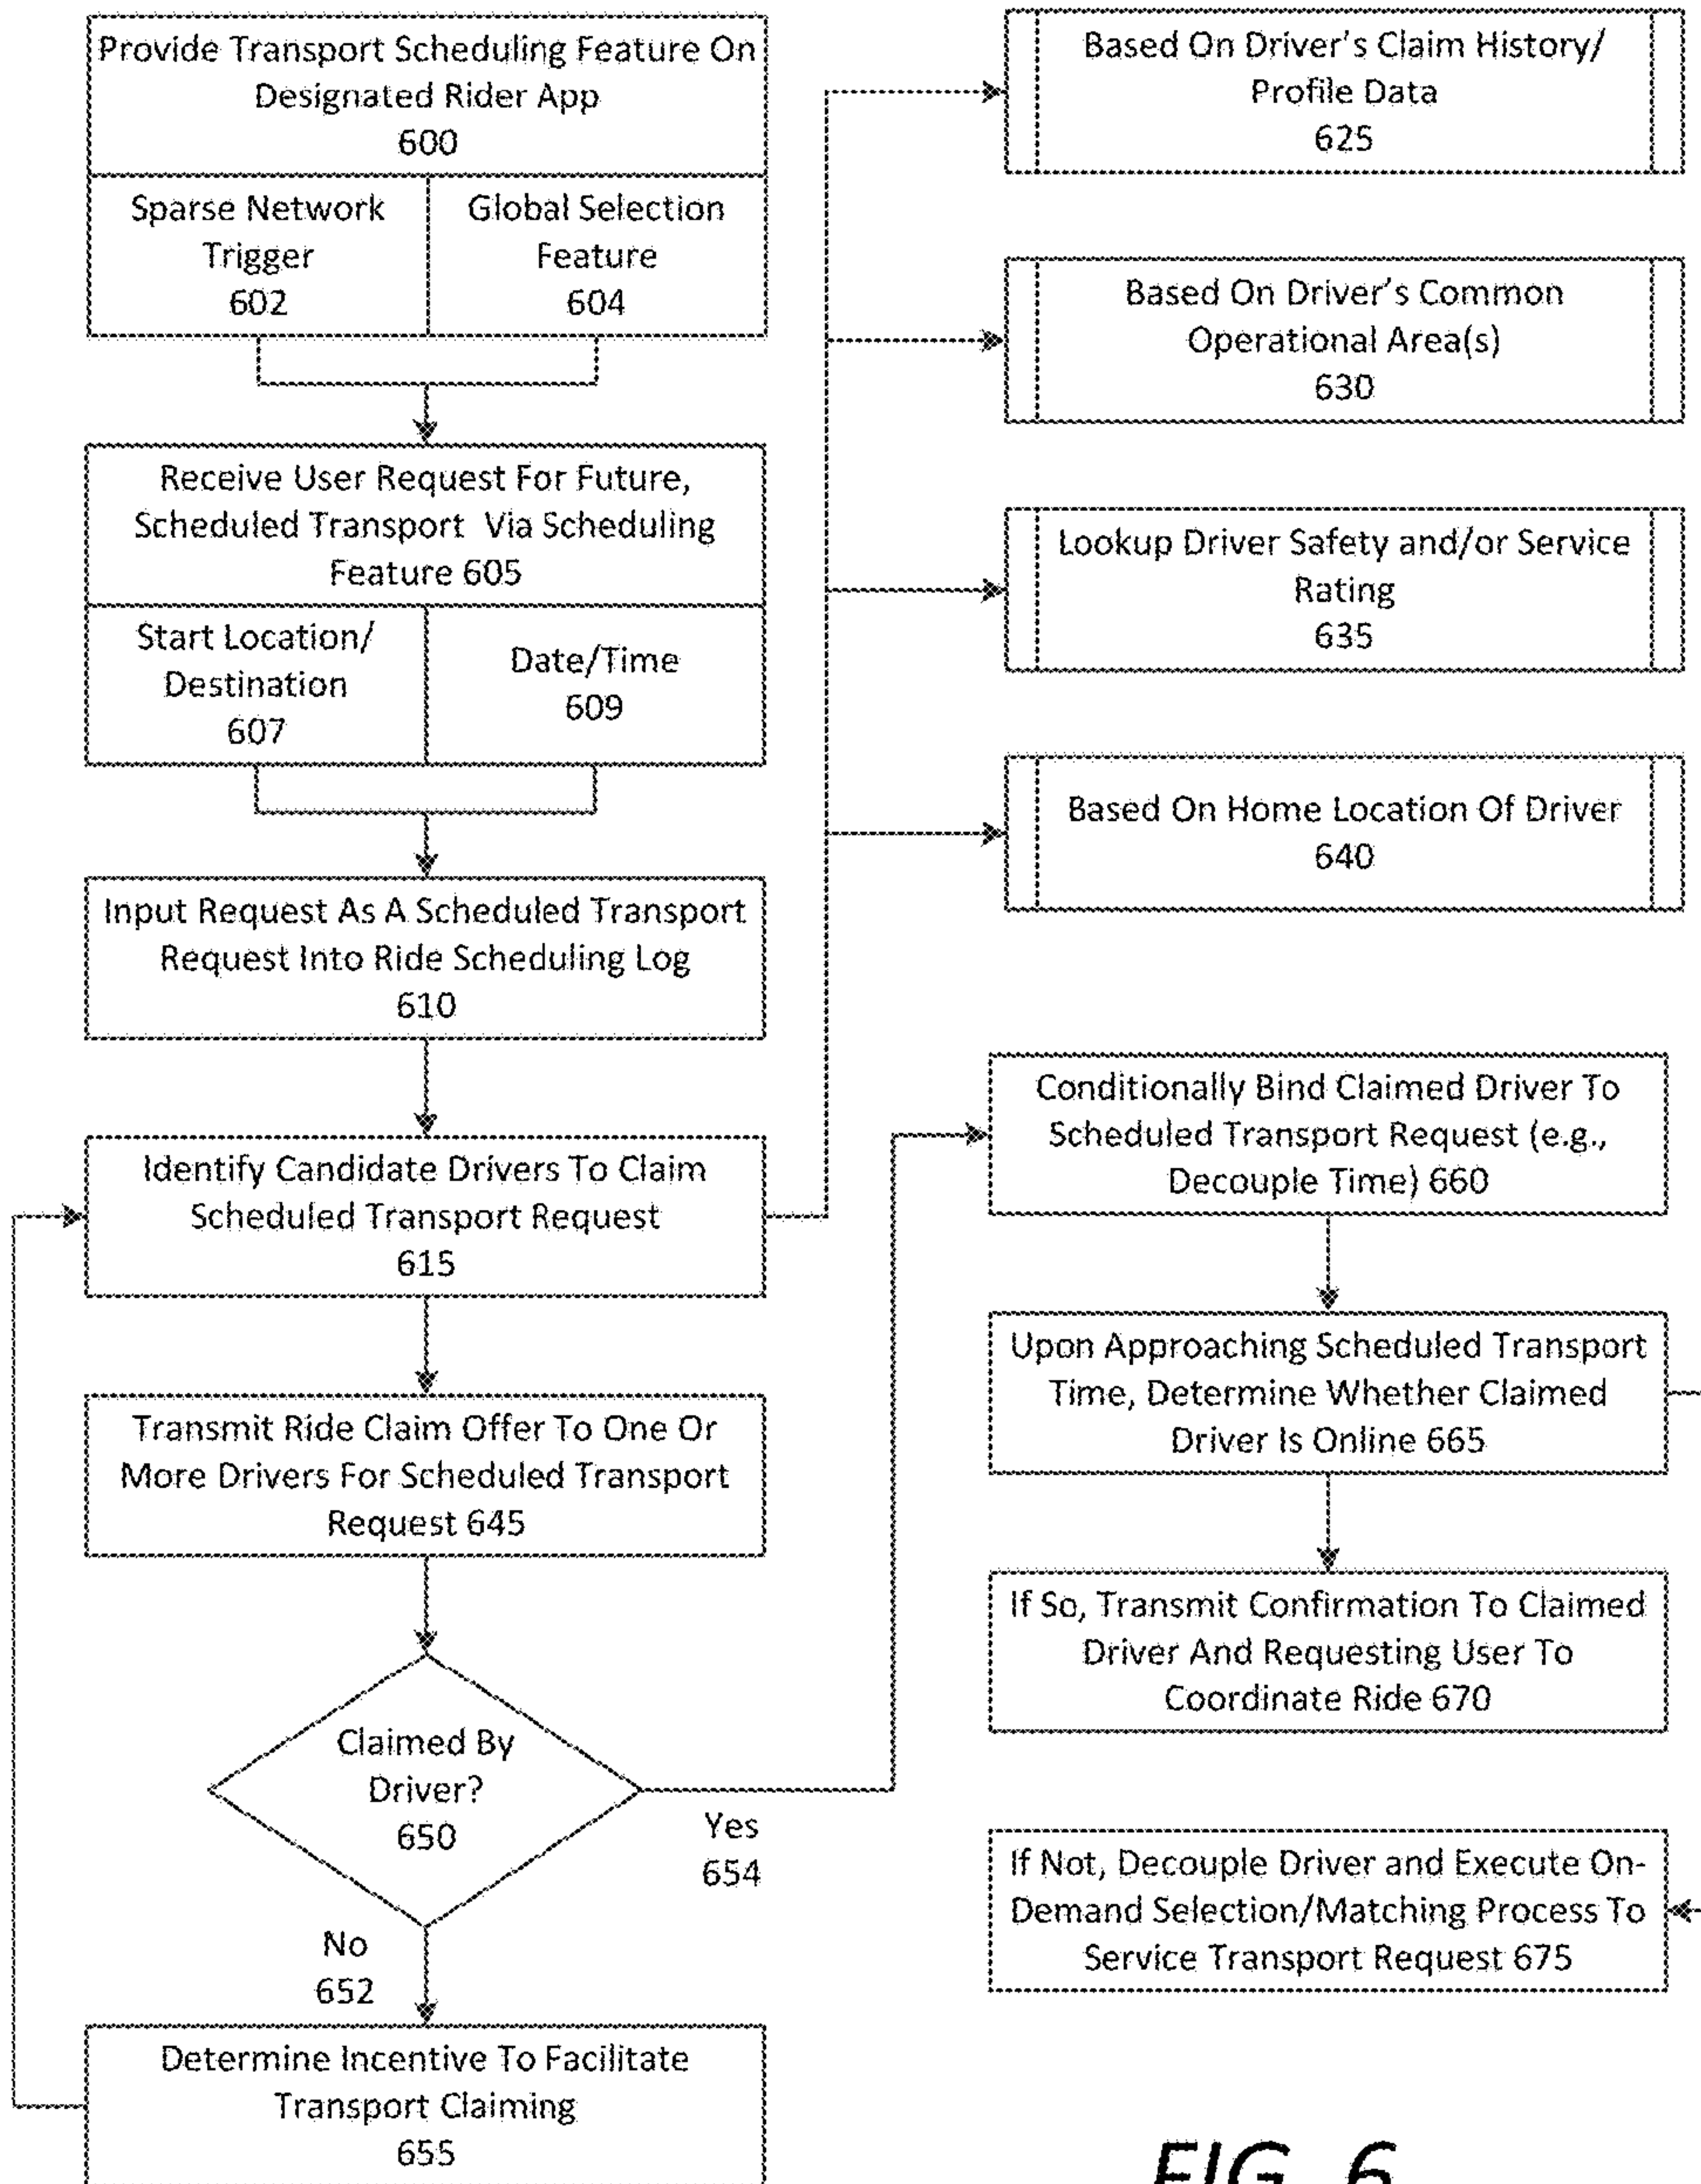 Provide Transport Scheduling Feature On
Designated Rider App
600
Sparse Network
Trigger
602
Global Selection
Feature
604
Receive User Request For Future,
Scheduled Transport Via Scheduling
Feature 605
Start Location/
Destination
607
Date/Time
609
Input Request As A Scheduled Transport
Request Into Ride Scheduling Log
610
Identify Candidate Drivers To Claim
Scheduled Transport Request
615
Transmit Ride Claim Offer To One Or
More Drivers For Scheduled Transport
Request 645
Claimed By
Driver?
650
Yes
654
No
652
Determine Incentive To Facilitate
Transport Claiming
655
Based On Driver's Claim History/
Profile Data
625
Based On Driver's Common
Operational Area(s)
630
Lookup Driver Safety and/or Service
Rating
635
Based On Home Location Of Driver
640
Conditionally Bind Claimed Driver To
Scheduled Transport Request (e.g.,
Decouple Time) 660
Upon Approaching Scheduled Transport
Time, Determine Whether Claimed
Driver Is Online 665
If So, Transmit Confirmation To Claimed
Driver And Requesting User To
Coordinate Ride 670
If Not, Decouple Driver and Execute On-
Demand Selection/Matching Process To
Service Transport Request 675
FIG. 6